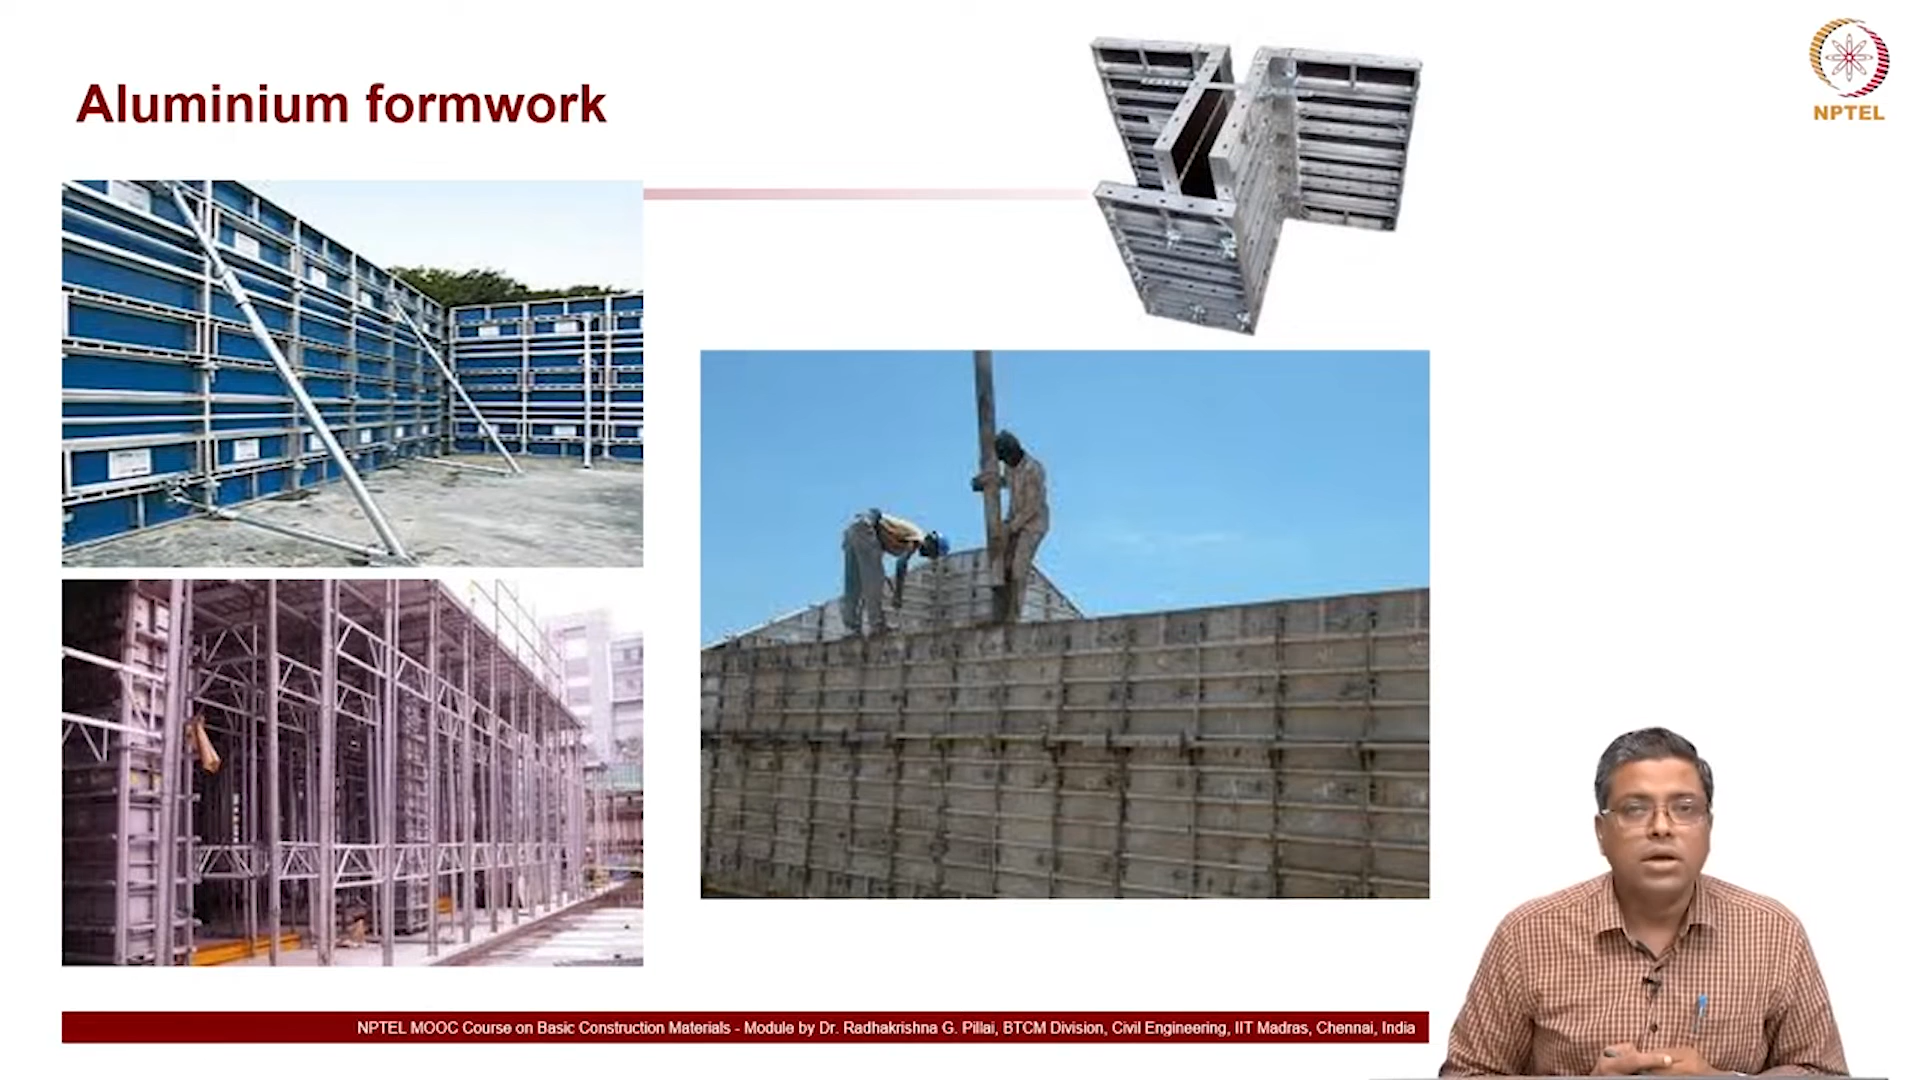 Aluminium formwork
NPTEL
NPTEL MOOC Course on Basic Construction Materials - Module by Dr. Radhakrishna G. Pillai, BTCM Division, Civil Engineering, IIT Madras, Chennai, India